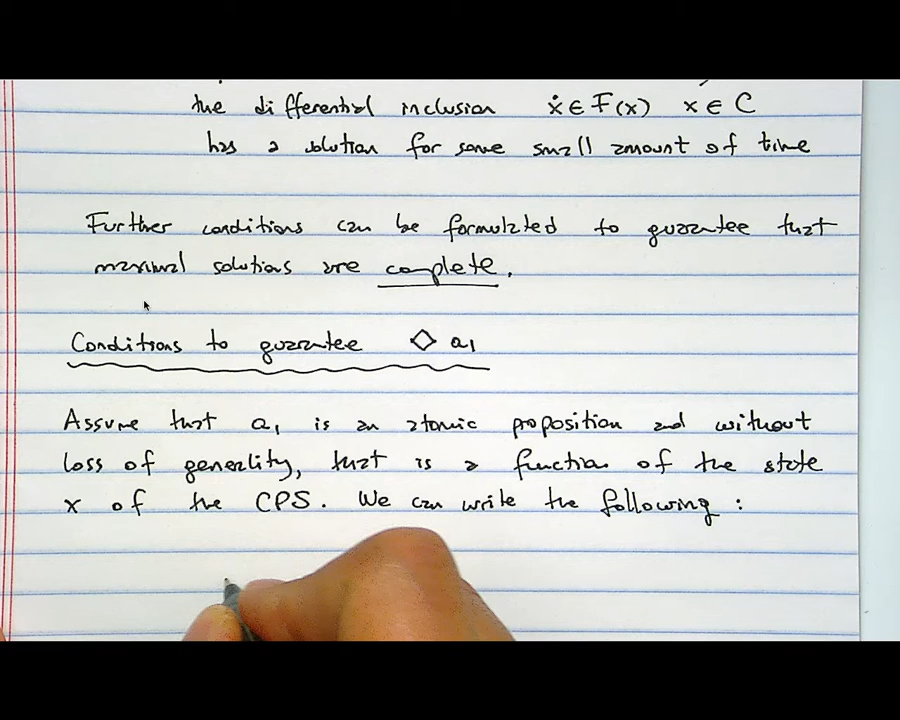 the differential inclusion ẋ ∈ F(x) x ∈ C
has a solution for some small amount of time
Further conditions can be formulated to guarantee that
maximal solutions are complete.
Conditions to guarantee ◇ a₁
Assume that a₁ is an atomic proposition and without
loss of generality, that is a function of the state
x of the CPS. We can write the following :